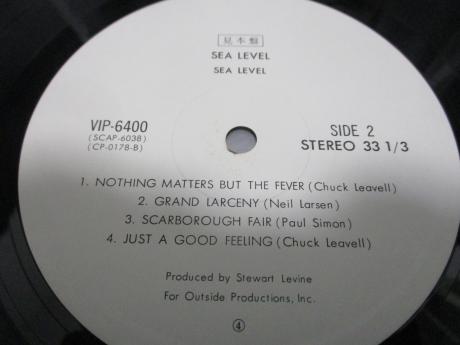 見本盤
SEA LEVEL
SEA LEVEL
VIP-6400
(SCAP-6038)
(CP-0178-B)
SIDE 2
STEREO 33 1/3
1. NOTHING MATTERS BUT THE FEVER (Chuck Leavell)
2. GRAND LARCENY (Neil Larsen)
3. SCARBOROUGH FAIR (Paul Simon)
4. JUST A GOOD FEELING (Chuck Leavell)
Produced by Stewart Levine
For Outside Productions, Inc.
④